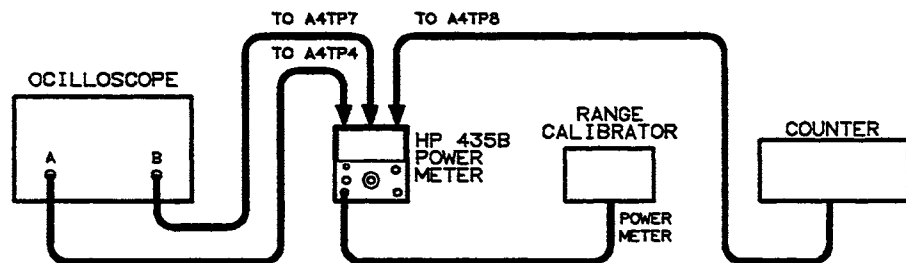 TO A4TP7
TO A4TP8
TO A4TP4
OCILLOSCOPE
A
B
HP 435B
POWER
METER
RANGE
CALIBRATOR
POWER
METER
COUNTER